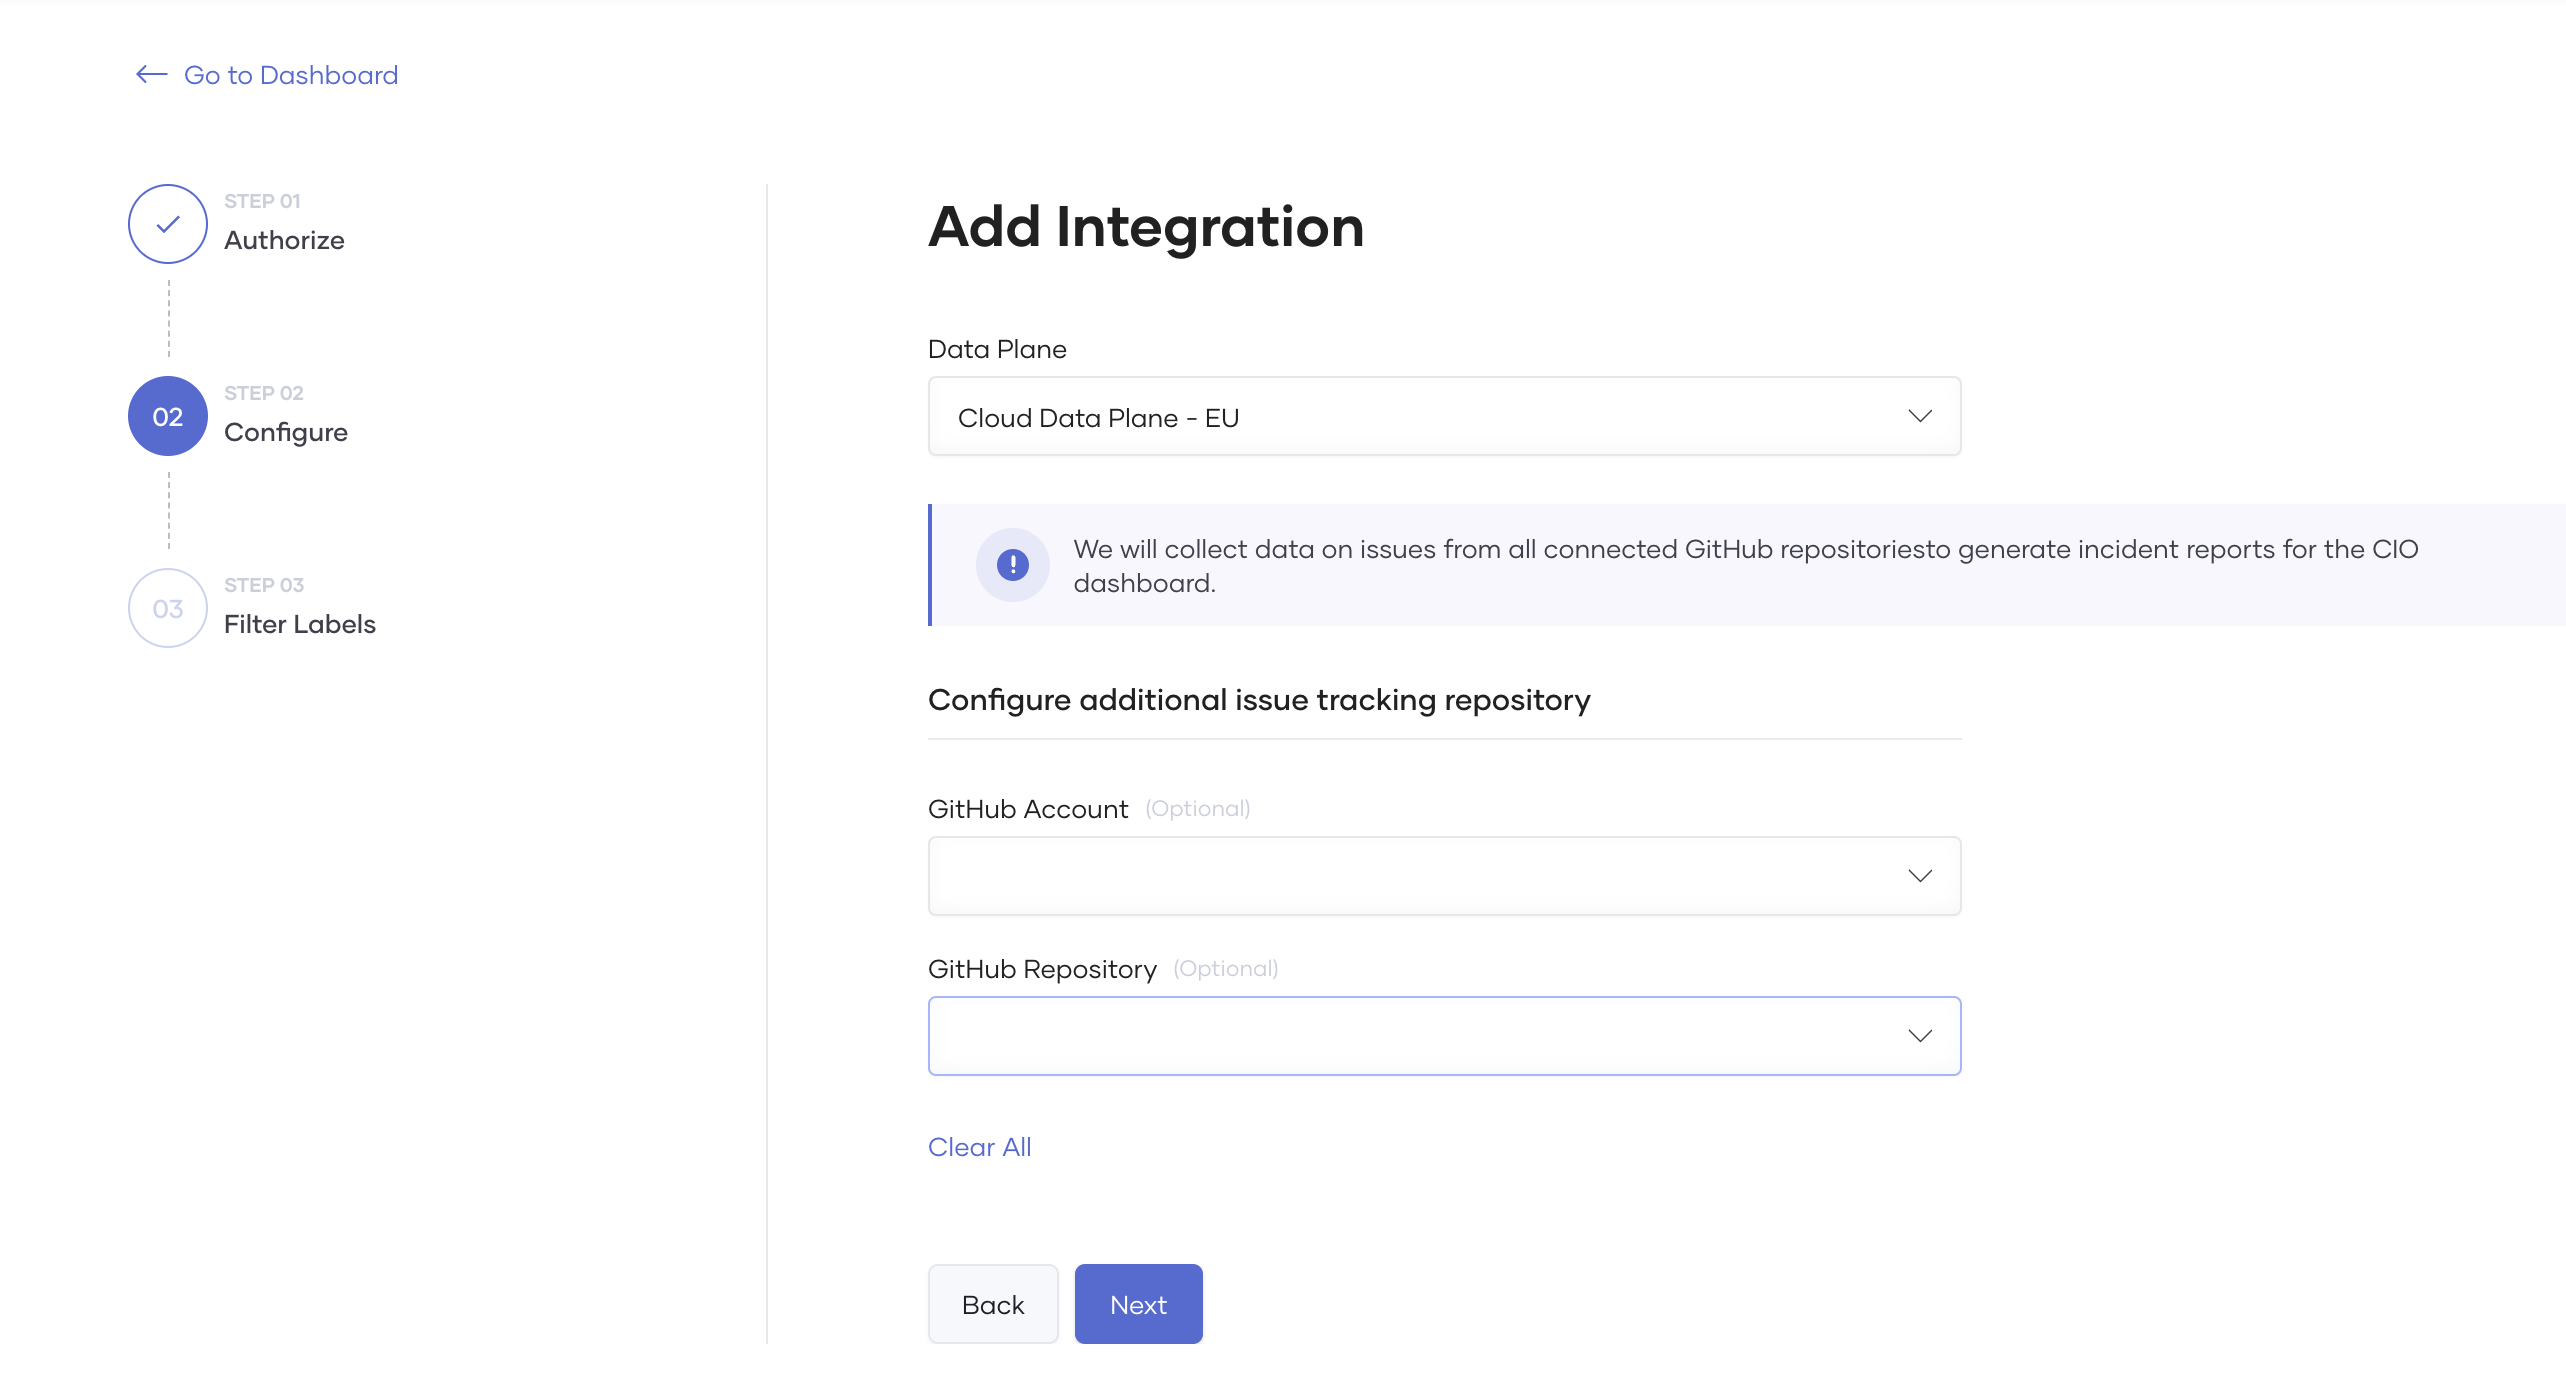 Go to Dashboard
STEP 01
Authorize
02
STEP 02
Configure
03
STEP 03
Filter Labels
Add Integration
Data Plane
Cloud Data Plane - EU
We will collect data on issues from all connected GitHub repositoriesto generate incident reports for the CIO
dashboard.
Configure additional issue tracking repository
GitHub Account (Optional)
GitHub Repository (Optional)
Clear All
Back Next